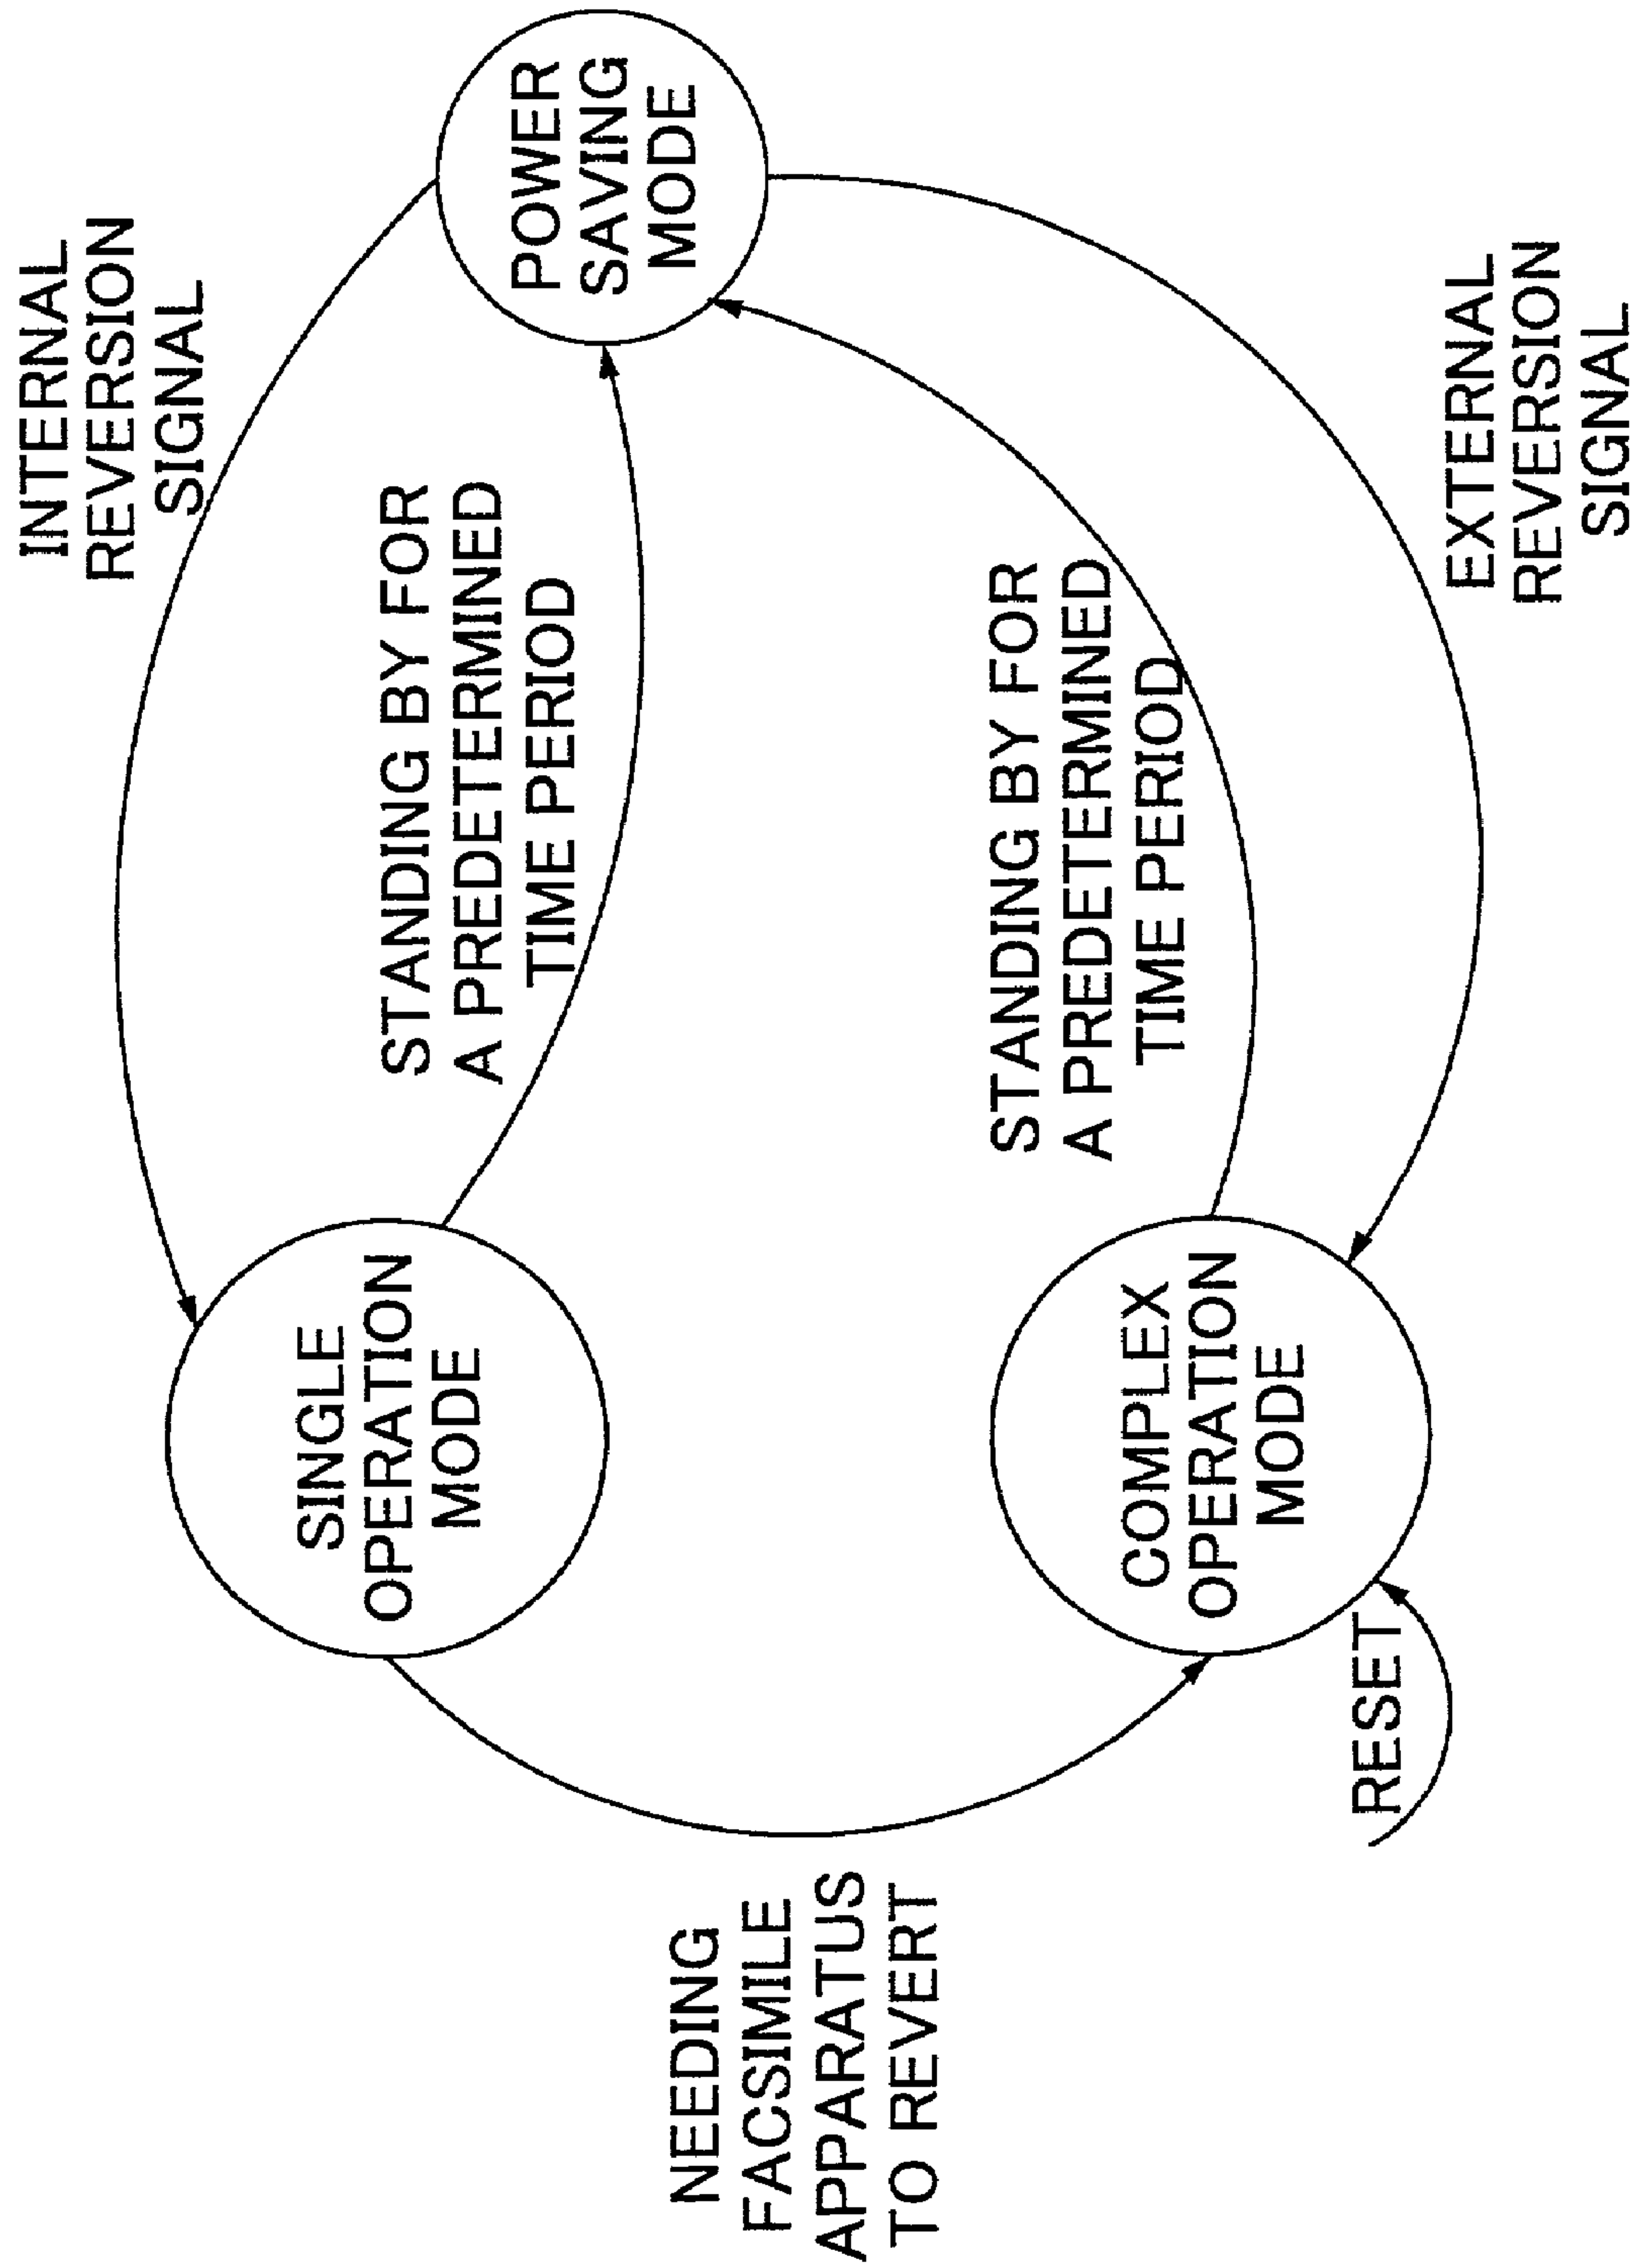 NEEDING
FACSIMILE
APPARATUS
TO REVERT
SINGLE
OPERATION
MODE
INTERNAL
REVERSION
SIGNAL
STANDING BY FOR
A PREDETERMINED
TIME PERIOD
POWER
SAVING
MODE
STANDING BY FOR
A PREDETERMINED
TIME PERIOD
COMPLEX
OPERATION
MODE
RESET
EXTERNAL
REVERSION
SIGNAL